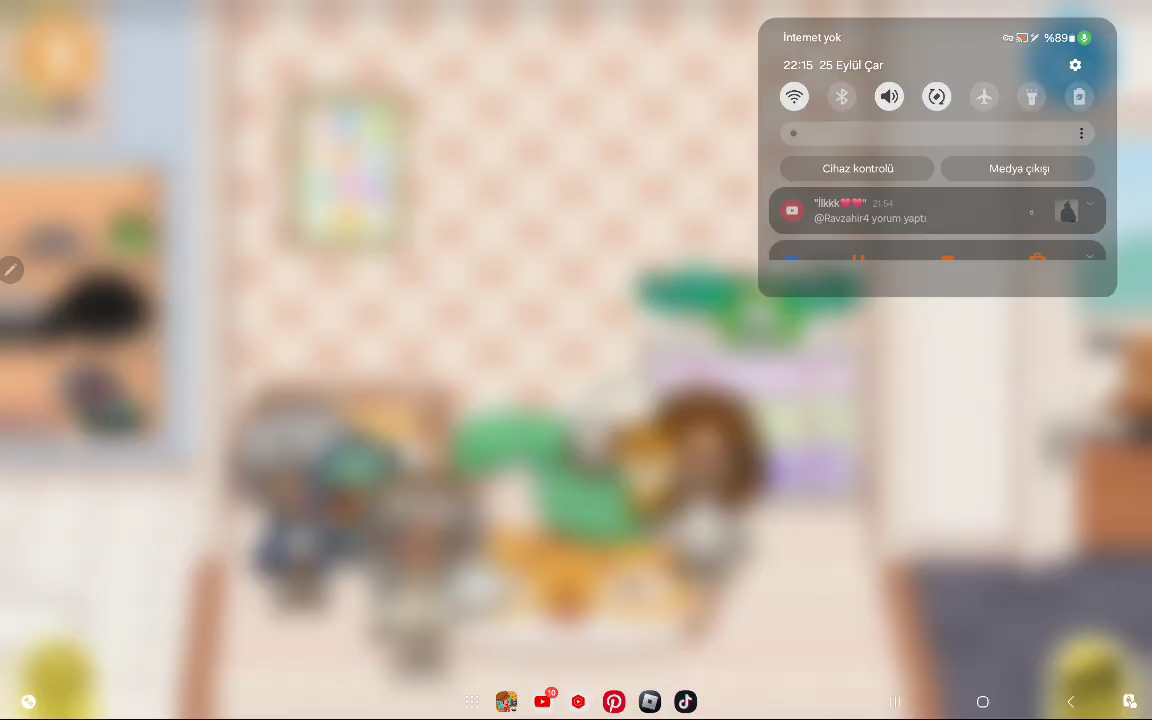 İnternet yok
%89
22:15 25 Eylül Çar
Cihaz kontrolü
Medya çıkışı
"İlkkk❤️❤️" 21:54
@Ravzahir4 yorum yaptı
6
10